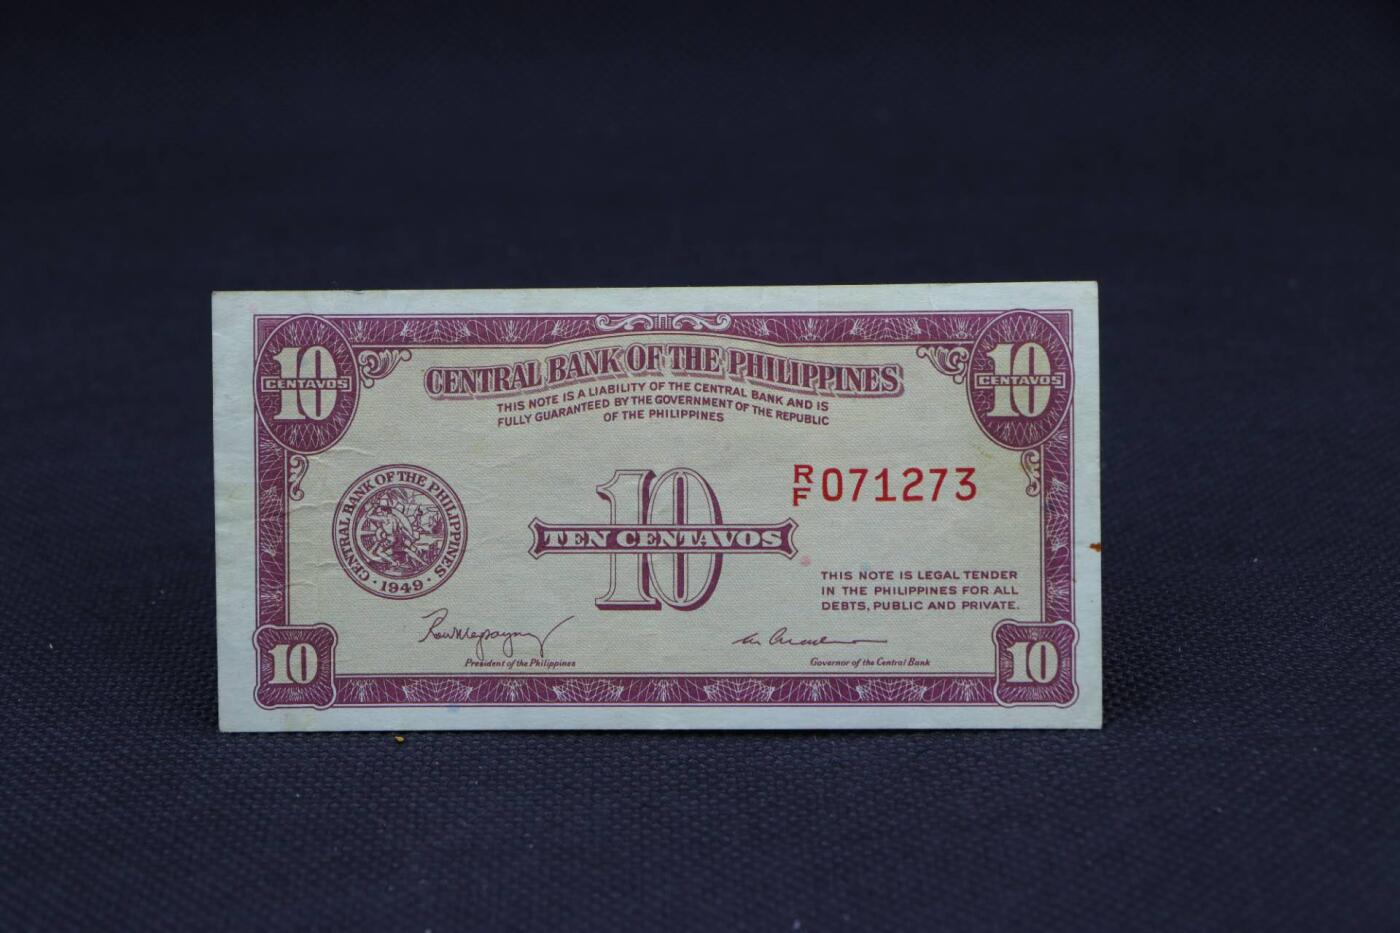 10
CENTAVOS
10
CENTAVOS
CENTRAL BANK OF THE PHILIPPINES
THIS NOTE IS A LIABILITY OF THE CENTRAL BANK AND IS
FULLY GUARANTEED BY THE GOVERNMENT OF THE REPUBLIC
OF THE PHILIPPINES
R/F 071273
CENTRAL BANK OF THE PHILIPPINES
· 1949 ·
10
TEN CENTAVOS
THIS NOTE IS LEGAL TENDER
IN THE PHILIPPINES FOR ALL
DEBTS, PUBLIC AND PRIVATE.
President of the Philippines
Governor of the Central Bank
10
10